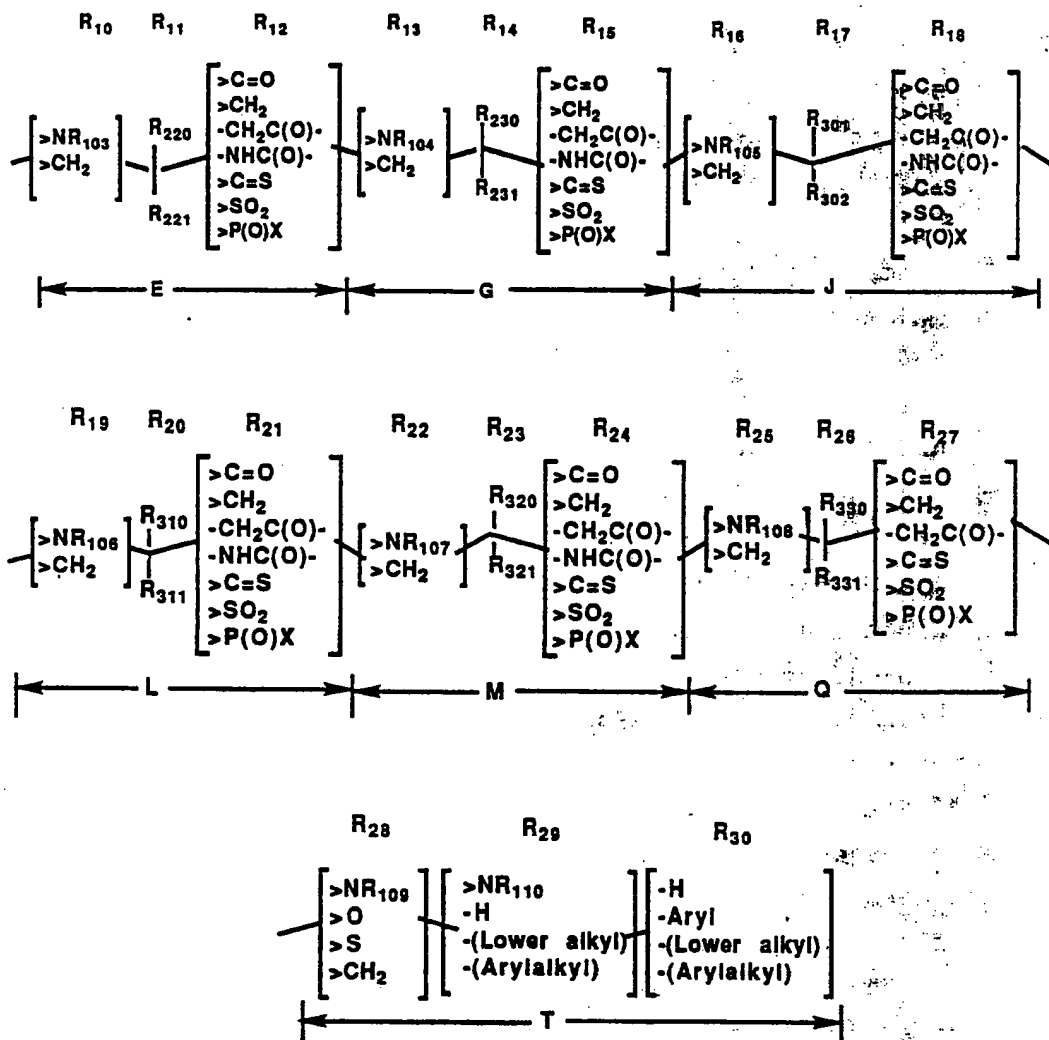 R10 R11 R12 R13 R14 R15 R16 R17 R18
>C=O >C=O >C=O
>CH2 >CH2 >CH2
>NR103 R220 -CH2C(O)- >NR104 R230 -CH2C(O)- >NR105 R301 -CH2C(O)-
>CH2 R221 -NHC(O)- >CH2 R231 -NHC(O)- >CH2 R302 -NHC(O)-
>C=S >C=S >C=S
>SO2 >SO2 >SO2
>P(O)X >P(O)X >P(O)X
E G J
R19 R20 R21 R22 R23 R24 R25 R26 R27
>C=O >C=O >C=O
>CH2 >CH2 >CH2
>NR106 R310 -CH2C(O)- >NR107 R320 -CH2C(O)- >NR108 R330 -CH2C(O)-
>CH2 R311 -NHC(O)- >CH2 R321 -NHC(O)- >CH2 R331 >C=S
>C=S >C=S >SO2
>SO2 >SO2 >P(O)X
>P(O)X >P(O)X
L M Q
R28 R29 R30
>NR109 >NR110 -H
>O -H -Aryl
>S -(Lower alkyl) -(Lower alkyl)
>CH2 -(Arylalkyl) -(Arylalkyl)
T